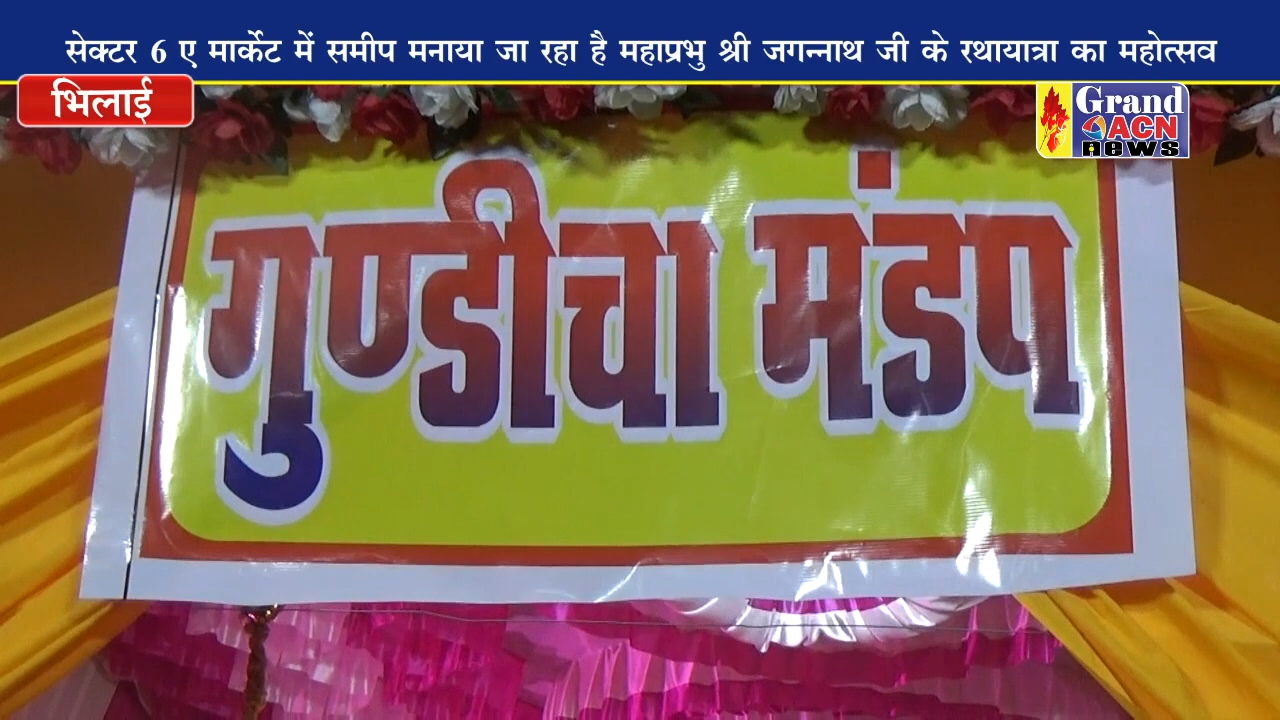 सेक्टर 6 ए मार्केट में समीप मनाया जा रहा है महाप्रभु श्री जगन्नाथ जी के रथायात्रा का महोत्सव
भिलाई
Grand
ACN
news
गुण्डीचा मंडप